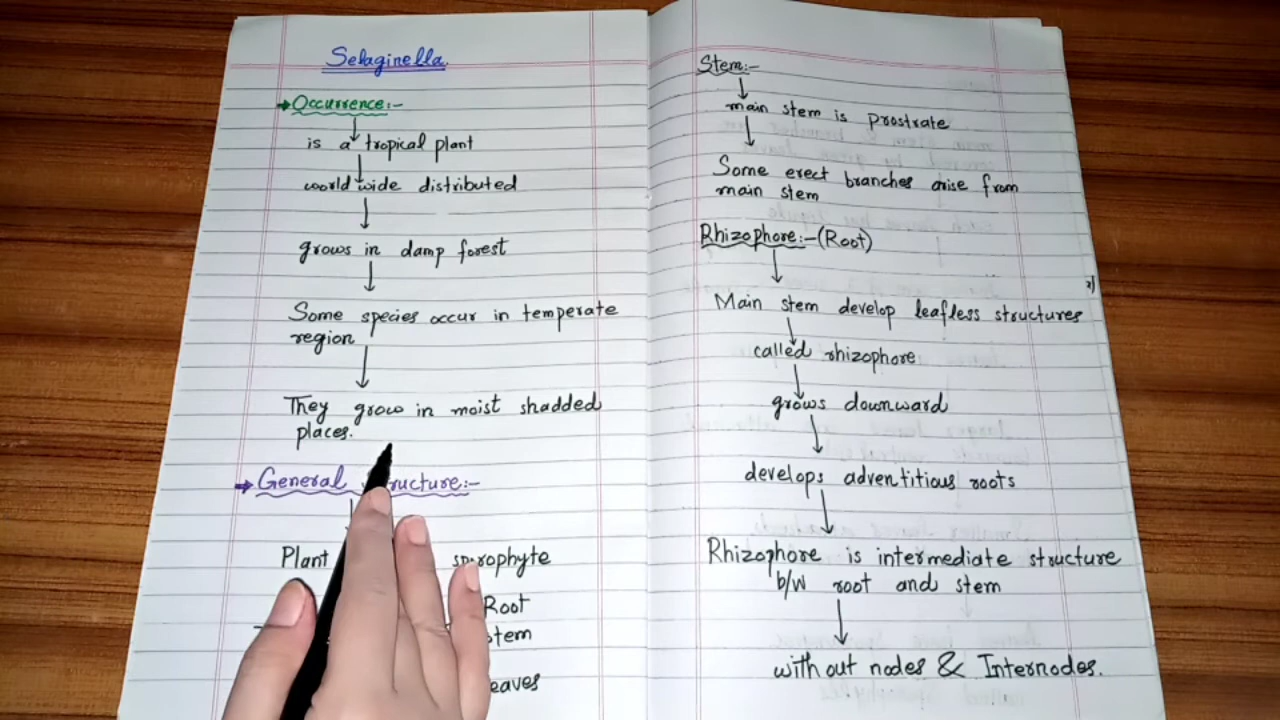 Selaginella
Occurrence:-
is a tropical plant
world wide distributed
grows in damp forest
Some species occur in temperate
region
They grow in moist shadded
places.
General Structure:-
Plant sporophyte
Root
Stem
leaves
Stem:-
main stem is prostrate
Some erect branches arise from
main stem
Rhizophore:-(Root)
Main stem develop leafless structures
called rhizophore
grows downward
develops adventitious roots
Rhizophore is intermediate structure
b/w root and stem
without nodes & Internodes.